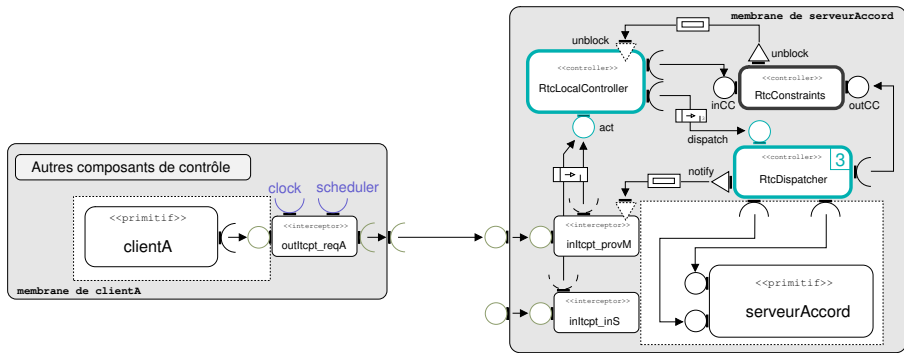 membrane de serveurAccord
unblock
unblock
<<controller>>
RtcLocalController
<<controller>>
RtcConstraints
inCC
outCC
act
dispatch
<<controller>>
3
RtcDispatcher
notify
Autres composants de contrôle
clock
scheduler
<<primitif>>
clientA
<<interceptor>>
outItcpt_reqA
<<interceptor>>
inItcpt_provM
<<interceptor>>
inItcpt_inS
<<primitif>>
serveurAccord
membrane de clientA